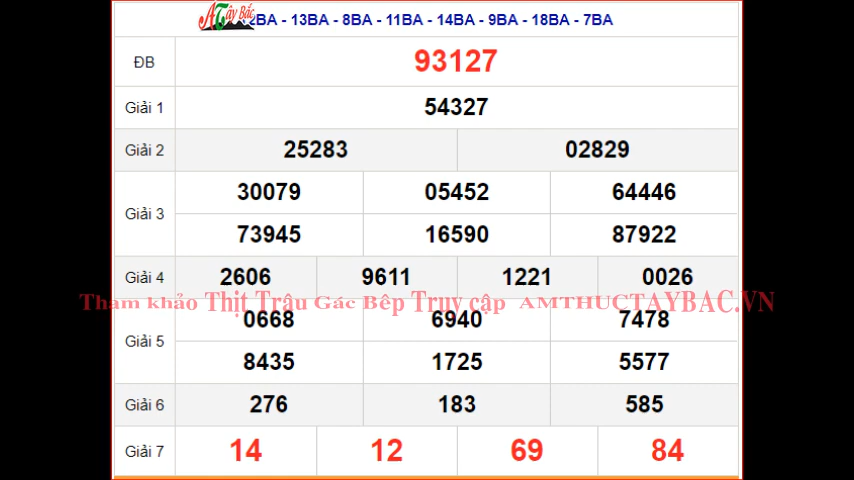 ATây Bắc
2BA - 13BA - 8BA - 11BA - 14BA - 9BA - 18BA - 7BA
ĐB 93127
Giải 1 54327
Giải 2 25283 02829
Giải 3 30079 05452 64446
73945 16590 87922
Giải 4 2606 9611 1221 0026
Tham khảo Thịt Trâu Gác Bếp Truy cập AMTHUCTAYBAC.VN
Giải 5 0668 6940 7478
8435 1725 5577
Giải 6 276 183 585
Giải 7 14 12 69 84